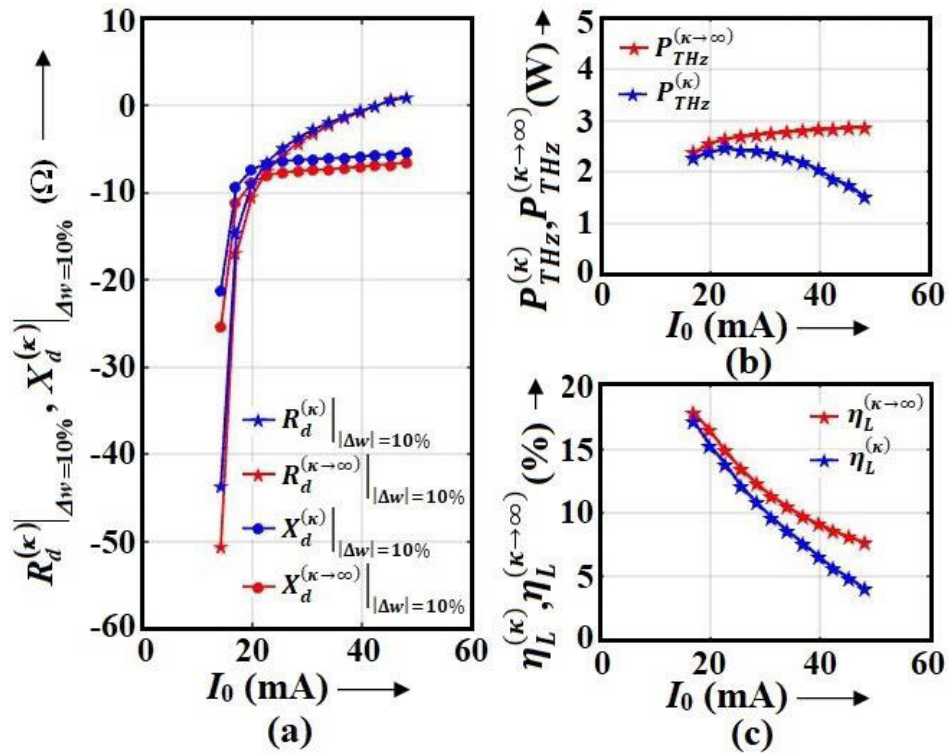 R_d^(κ)|_Δw=10%, X_d^(κ)|_Δw=10% (Ω)
10
0
-10
-20
-30
-40
-50
-60
R_d^(κ)|_|Δw|=10%
R_d^(κ→∞)|_|Δw|=10%
X_d^(κ)|_|Δw|=10%
X_d^(κ→∞)|_|Δw|=10%
0 20 40 60
I_0 (mA)
(a)
P_THz^(κ), P_THz^(κ→∞) (W)
5
4
3
2
1
0
P_THz^(κ→∞)
P_THz^(κ)
0 20 40 60
I_0 (mA)
(b)
η_L^(κ), η_L^(κ→∞) (%)
20
15
10
5
0
η_L^(κ→∞)
η_L^(κ)
0 20 40 60
I_0 (mA)
(c)